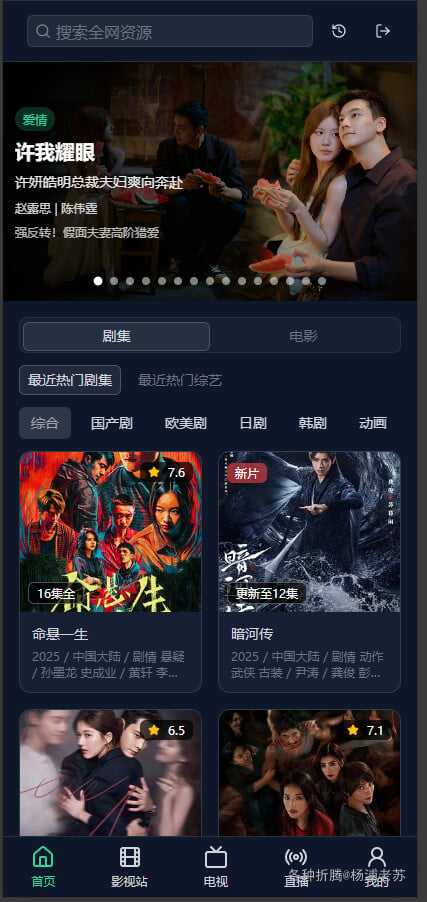 搜索全网资源
爱情
许我耀眼
许妍皓明总裁夫妇爽向奔赴
赵露思 | 陈伟霆
强反转！假面夫妻高阶猎爱
剧集
电影
最近热门剧集
最近热门综艺
综合
国产剧
欧美剧
日剧
韩剧
动画
7.6
16集全
命悬一生
2025 / 中国大陆 / 剧情 悬疑
/ 孙墨龙 史成业 / 黄轩 李...
新片
暗河
更新至12集
暗河传
2025 / 中国大陆 / 剧情 动作
武侠 古装 / 尹涛 / 龚俊 彭...
6.5
7.1
首页
影视站
电视
直播
我的
各种折腾@杨浦老苏